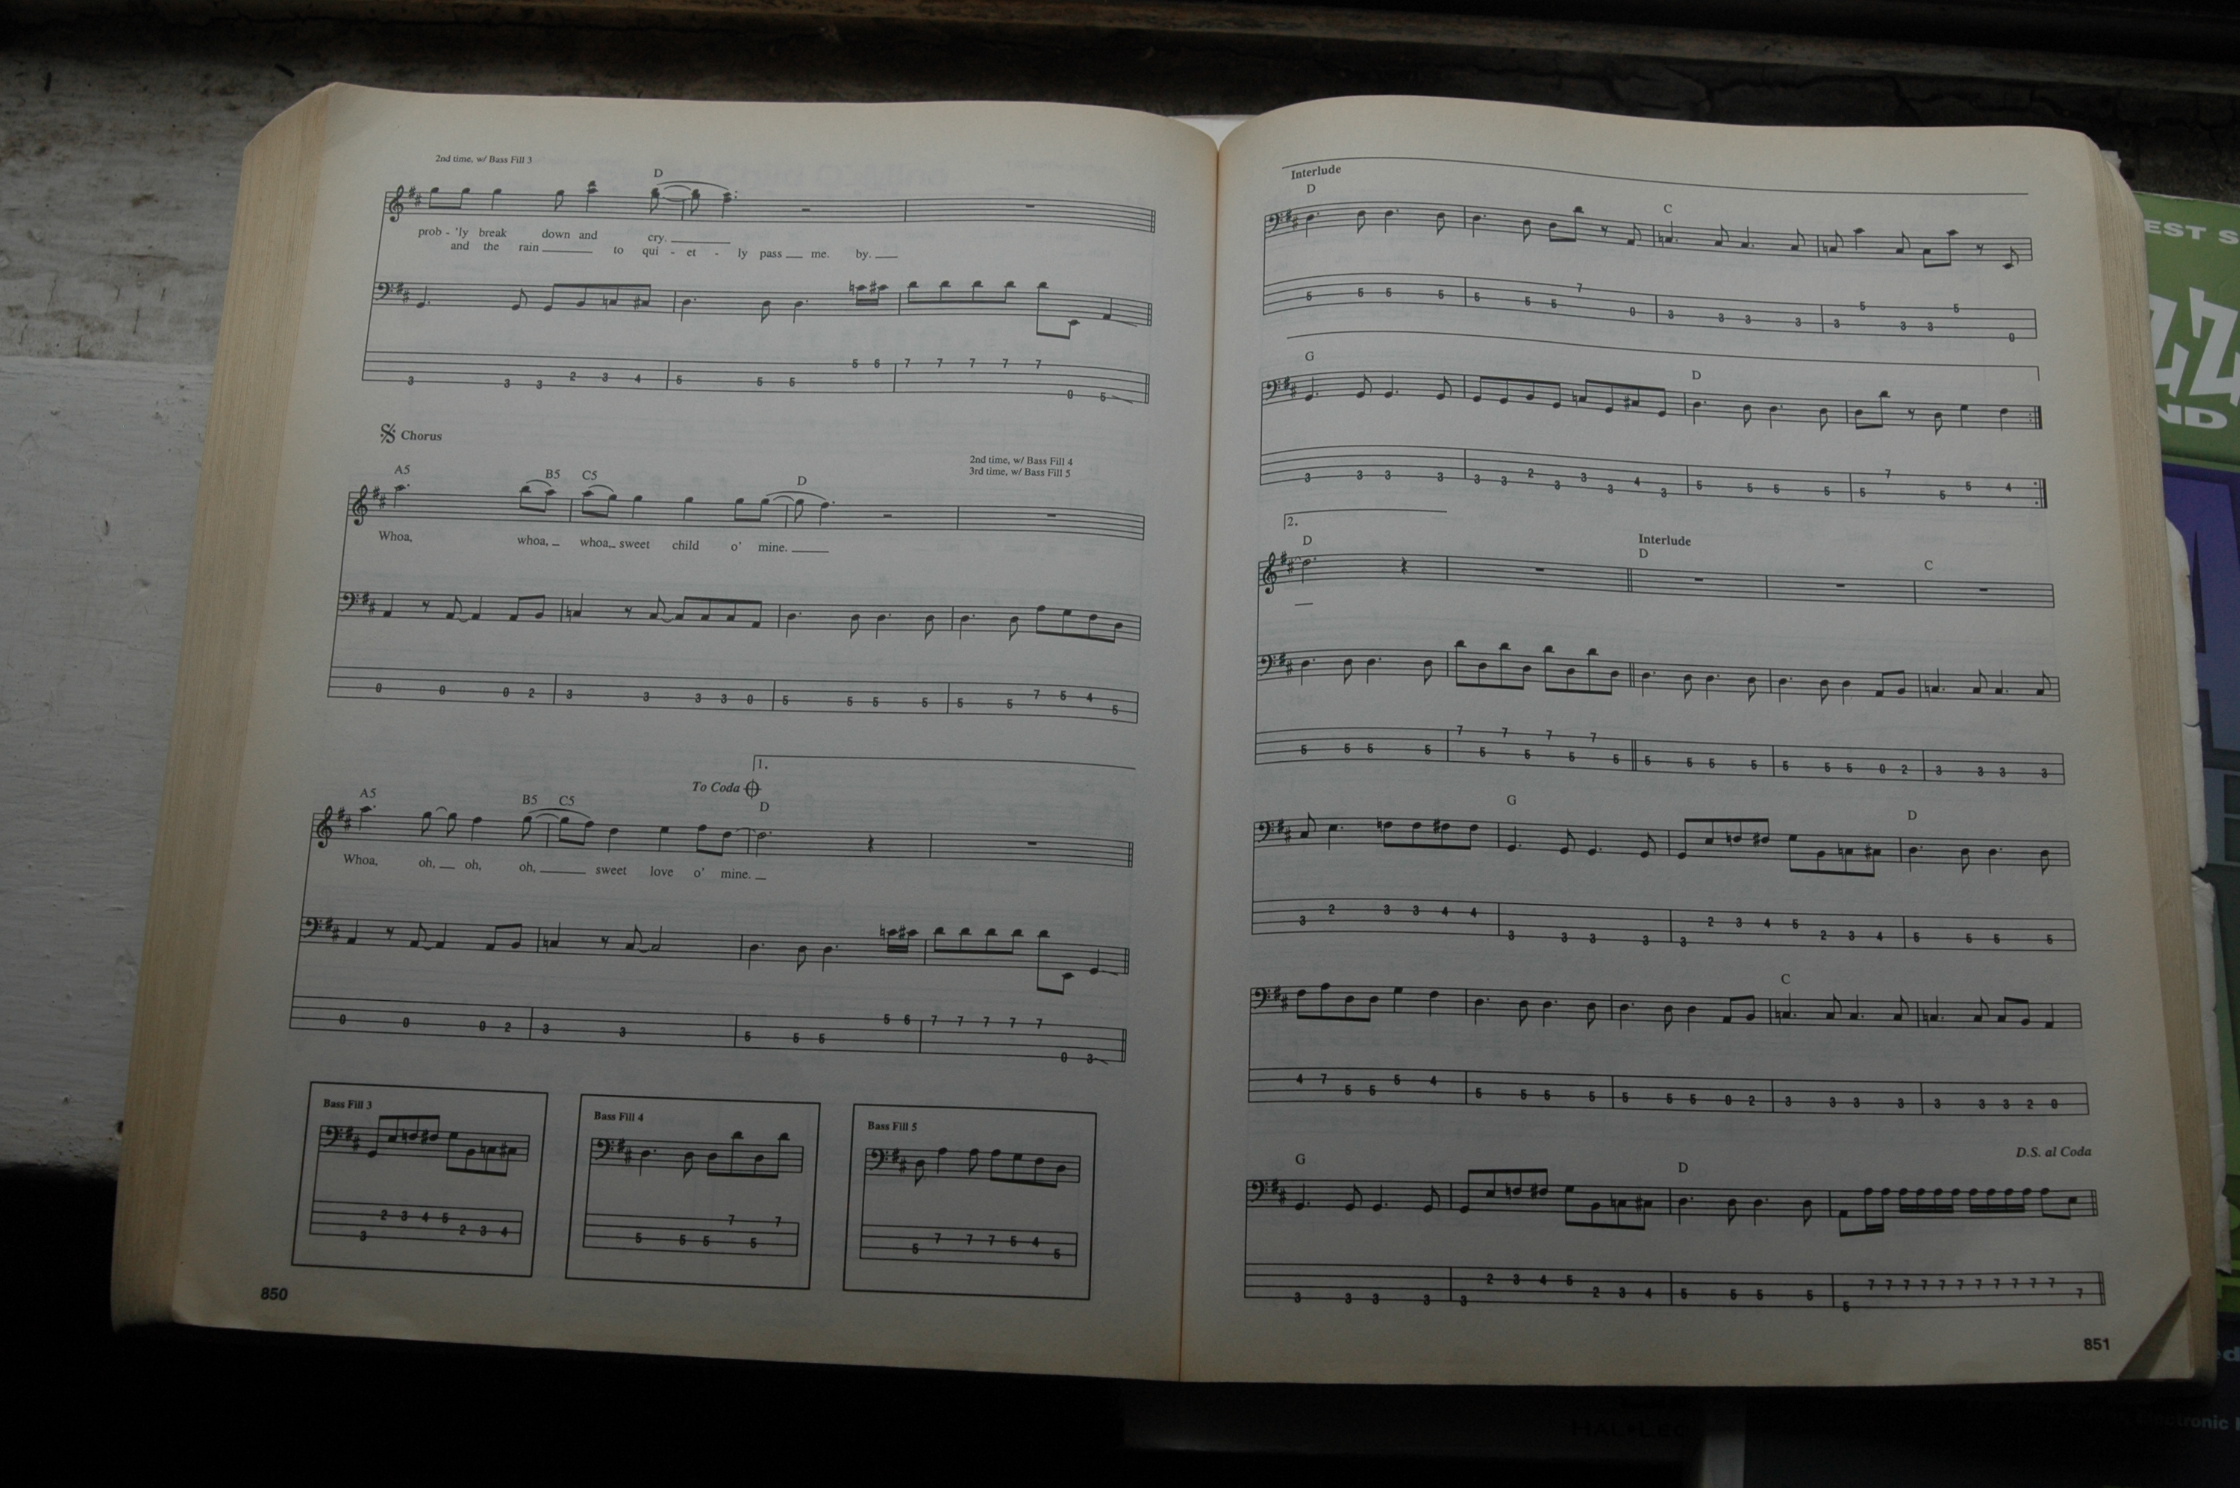 2nd time, w/ Bass Fill 3
D
prob - 'ly break down and cry.
and the rain to qui - et - ly pass me. by.
3 3 3 2 3 4 5 5 5 5 6 7 7 7 7 7 0 5
Chorus
2nd time, w/ Bass Fill 4
3rd time, w/ Bass Fill 5
A5 B5 C5 D
Whoa, whoa, whoa sweet child o' mine.
0 0 0 2 3 3 3 3 0 5 5 5 5 5 5 7 5 4 5
1.
To Coda
A5 B5 C5 D
Whoa, oh, oh, oh, sweet love o' mine.
0 0 0 2 3 3 5 5 5 5 6 7 7 7 7 7 0 3
Bass Fill 3
2 3 4 5 2 3 4
3
Bass Fill 4
7 7
5 5 5 5
Bass Fill 5
7 7 7 5 4
5 5
850
Interlude
D C
5 5 5 5 5 5 5 7 0 3 3 3 3 3 5 3 3 5 0
G D
3 3 3 3 3 3 2 3 3 3 4 3 5 5 5 5 5 7 5 5 4
2.
Interlude
D D C
5 5 5 5 7 5 7 5 7 5 7 5 5 5 5 5 5 5 5 0 2 3 3 3 3
G D
3 2 3 3 4 4 3 3 3 3 3 2 3 4 5 2 3 4 5 5 5 5
C
4 7 5 5 5 4 5 5 5 5 5 5 5 0 2 3 3 3 3 3 3 3 2 0
D.S. al Coda
G D
3 3 3 3 3 2 3 4 5 2 3 4 5 5 5 5 5 7 7 7 7 7 7 7 7 7 7 7 7
851
EST S
ZZ
ND
HAL•LEO
ed
Electronic